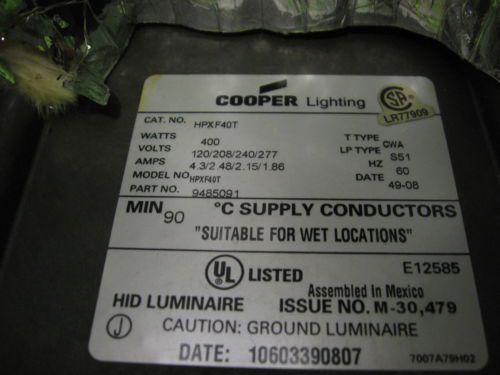 COOPER Lighting
SA
LR77909
CAT. NO. HPXF40T
WATTS 400 T TYPE CWA
VOLTS 120/208/240/277 LP TYPE S51
AMPS 4.3/2.48/2.15/1.86 HZ 60
MODEL NO HPXF40T DATE 49-08
PART NO. 9485091
MIN 90 °C SUPPLY CONDUCTORS
"SUITABLE FOR WET LOCATIONS"
UL LISTED E12585
Assembled In Mexico
HID LUMINAIRE ISSUE NO. M-30,479
J CAUTION: GROUND LUMINAIRE
DATE: 10603390807 7007A79H02